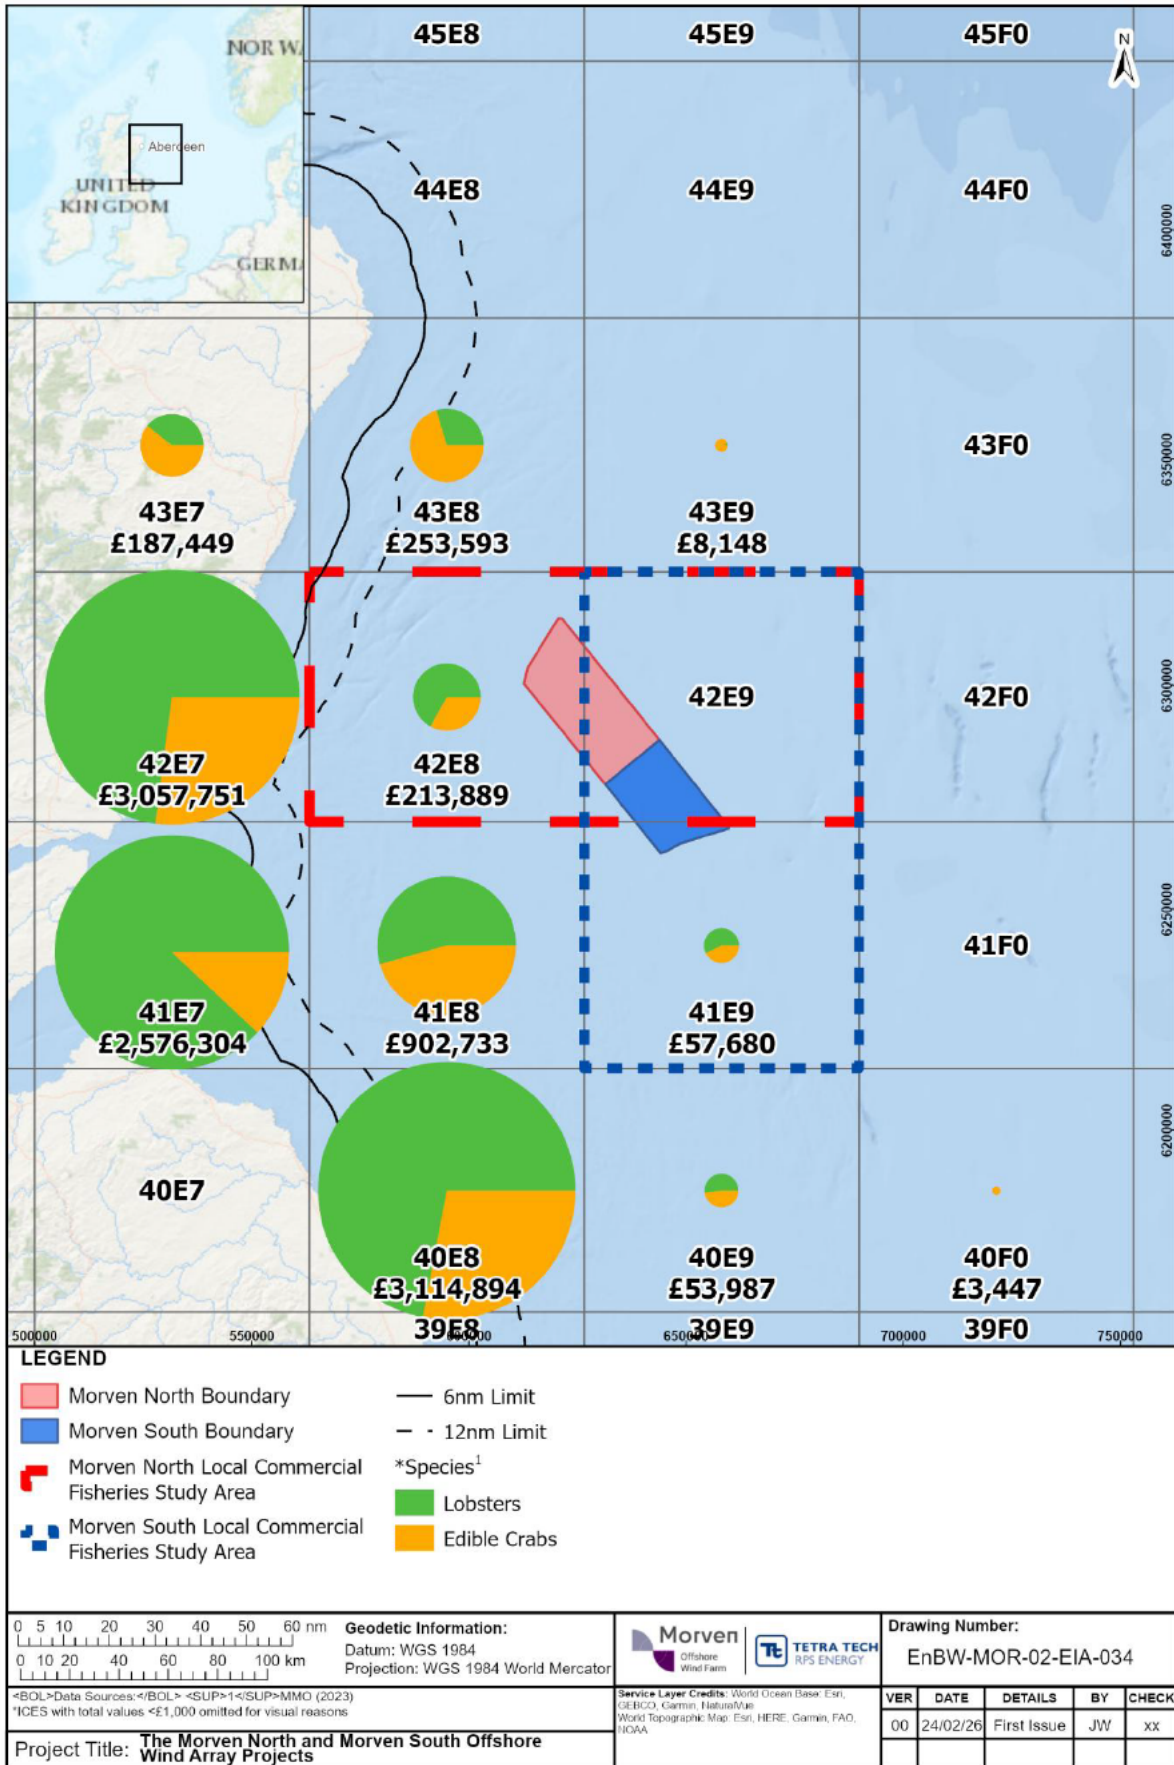 45E8
45E9
45F0
NORWA
N
Aberdeen
UNITED
KINGDOM
GERMA
44E8
44E9
44F0
6400000
43E7
£187,449
43E8
£253,593
43E9
£8,148
43F0
6350000
42E7
£3,057,751
42E8
£213,889
42E9
42F0
6300000
41E7
£2,576,304
41E8
£902,733
41E9
£57,680
41F0
6250000
40E7
40E8
£3,114,894
40E9
£53,987
40F0
£3,447
6200000
39E8
39E9
39F0
500000
550000
600000
650000
700000
750000
LEGEND
Morven North Boundary
Morven South Boundary
Morven North Local Commercial
Fisheries Study Area
Morven South Local Commercial
Fisheries Study Area
6nm Limit
12nm Limit
*Species1
Lobsters
Edible Crabs
0 5 10 20 30 40 50 60 nm
0 10 20 40 60 80 100 km
Geodetic Information:
Datum: WGS 1984
Projection: WGS 1984 World Mercator
Morven
Offshore
Wind Farm
Tt
TETRA TECH
RPS ENERGY
Drawing Number:
EnBW-MOR-02-EIA-034
<BOL>Data Sources:</BOL> <SUP>1</SUP>MMO (2023)
*ICES with total values <£1,000 omitted for visual reasons
Service Layer Credits: World Ocean Base: Esri,
GEBCO, Garmin, NaturalVue
World Topographic Map: Esri, HERE, Garmin, FAO,
NOAA
VER DATE DETAILS BY CHECK
00 24/02/26 First Issue JW xx
Project Title: The Morven North and Morven South Offshore
Wind Array Projects